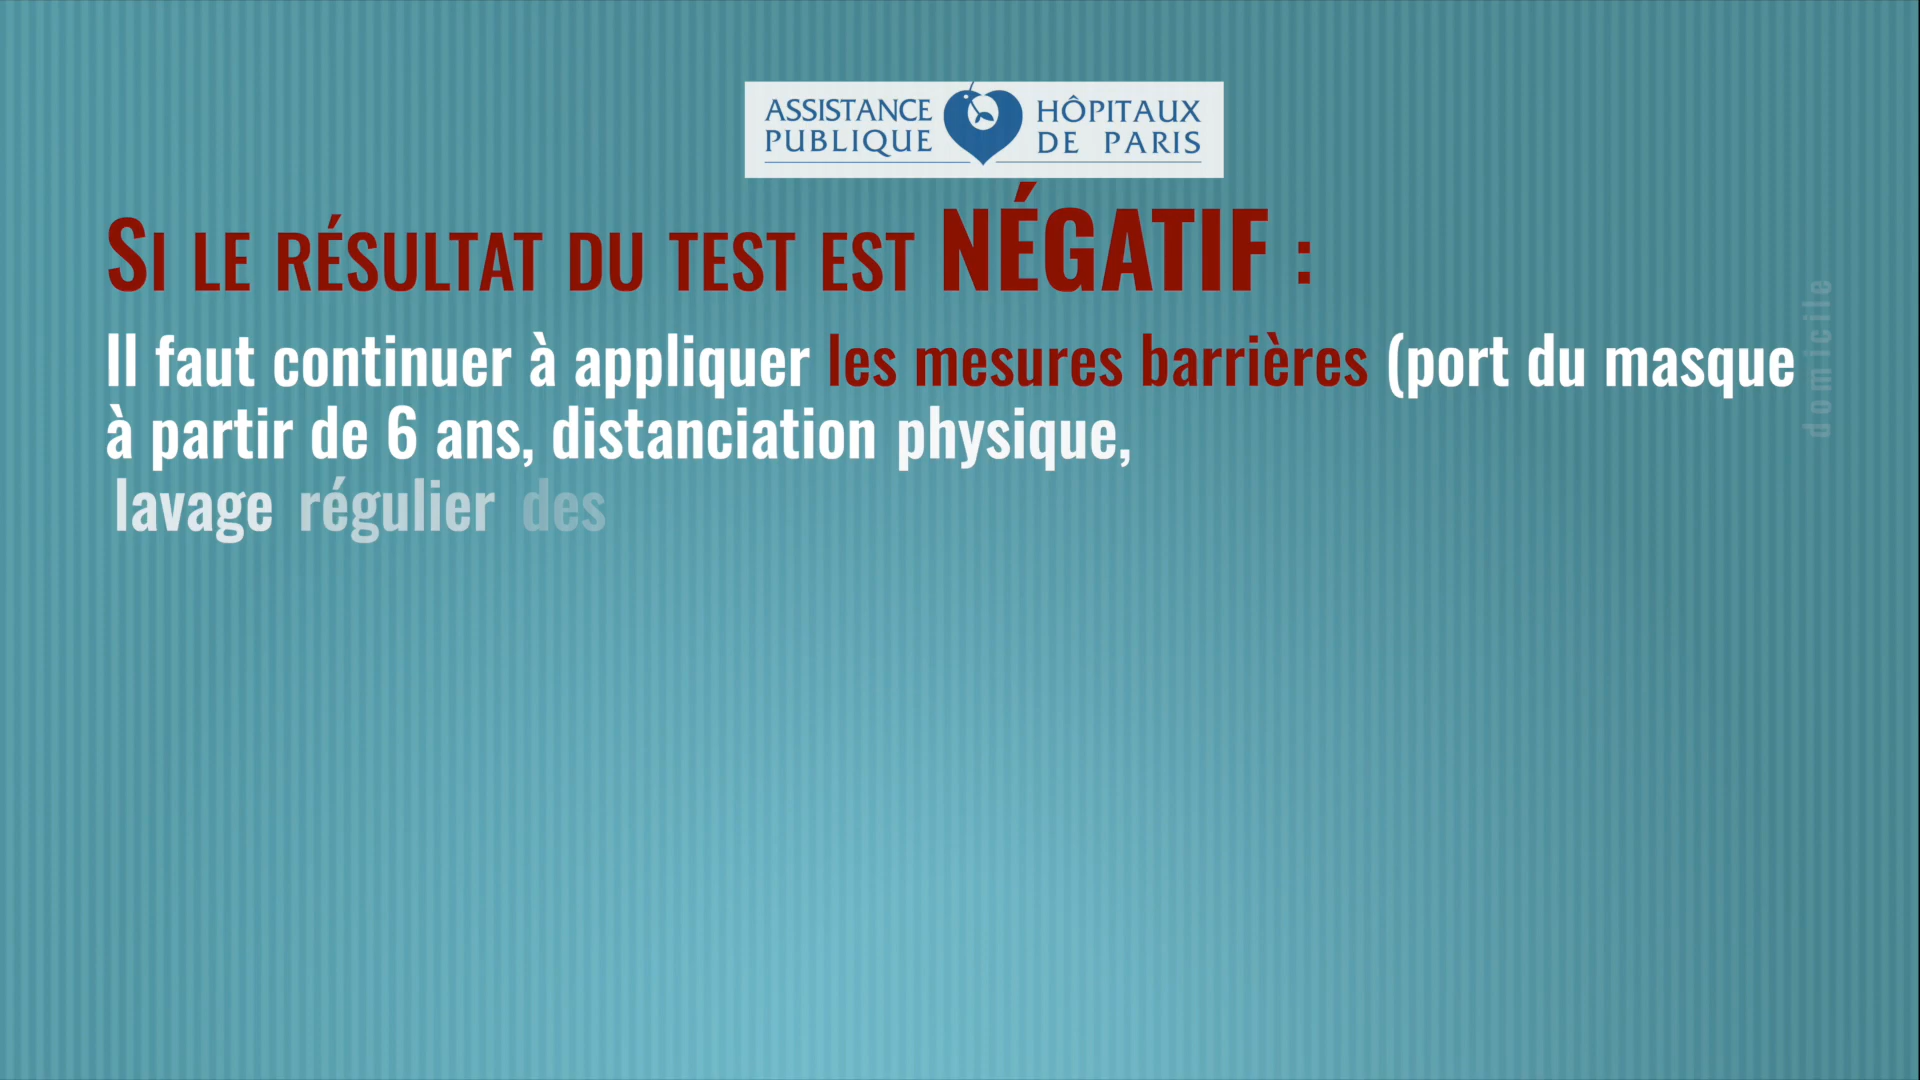 ASSISTANCE HÔPITAUX
PUBLIQUE DE PARIS
SI LE RÉSULTAT DU TEST EST NÉGATIF :
Il faut continuer à appliquer les mesures barrières (port du masque
à partir de 6 ans, distanciation physique,
lavage régulier des
domicile